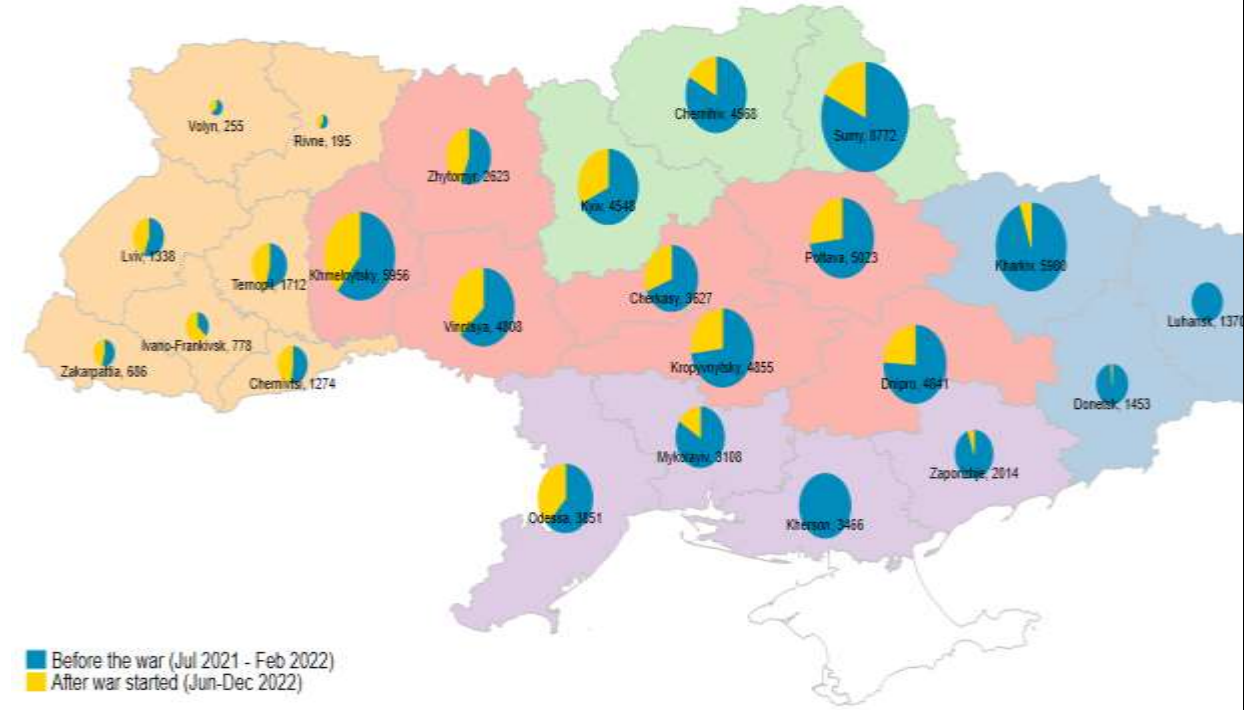 Chernihiv, 4568
Volyn, 255
Rivne, 195
Sumy, 8772
Zhytomyr, 2623
Kyiv, 4548
Lviv, 1338
Poltava, 5023
Kharkiv, 5980
Khmelnytsky, 5956
Ternopil, 1712
Cherkasy, 3627
Luhansk, 1370
Vinntsya, 4808
Ivano-Frankivsk, 778
Zakarpattia, 686
Kropyvnytsky, 4855
Chernivtsi, 1274
Dnipro, 4641
Donetsk, 1453
Mykolayiv, 3108
Zaporizhje, 2014
Odessa, 3851
Kherson, 3466
Before the war (Jul 2021 - Feb 2022)
After war started (Jun-Dec 2022)